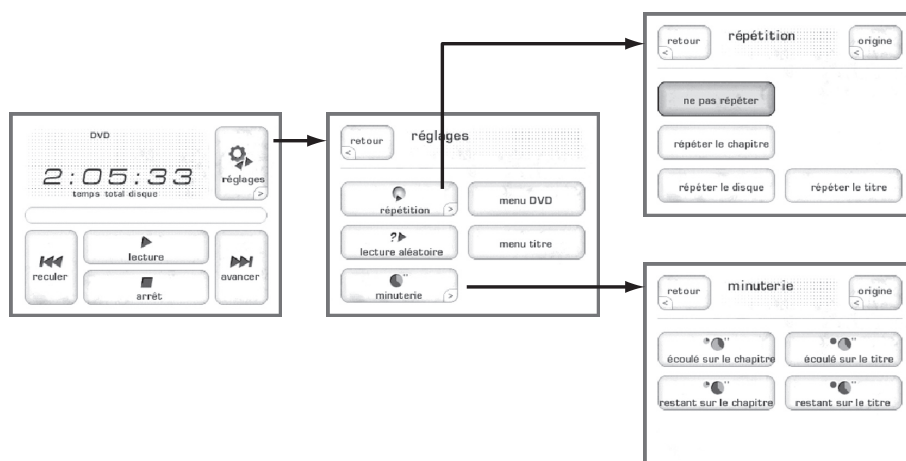 DVD
2:05:33
temps total disque
réglages
reculer
lecture
arrêt
avancer
retour
réglages
répétition
menu DVD
lecture aléatoire
menu titre
minuterie
retour
répétition
origine
ne pas répéter
répéter le chapitre
répéter le disque
répéter le titre
retour
minuterie
origine
écoulé sur le chapitre
écoulé sur le titre
restant sur le chapitre
restant sur le titre